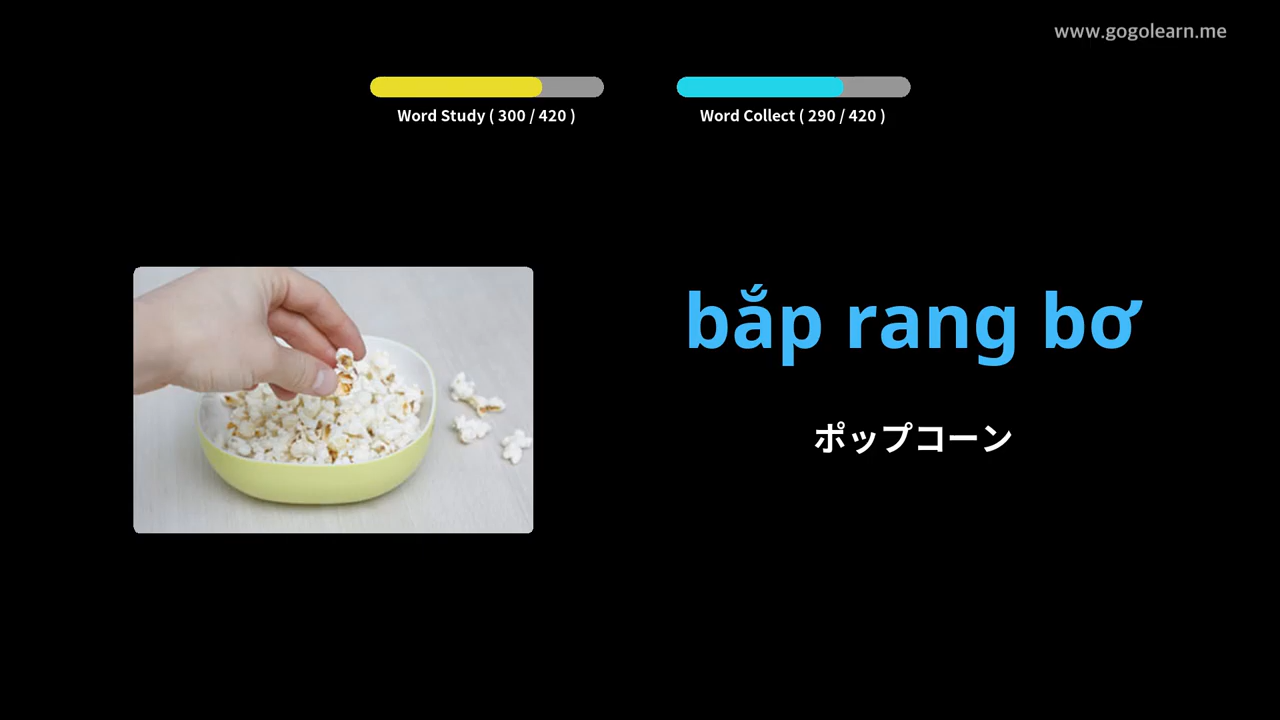 www.gogolearn.me
Word Study ( 300 / 420 )
Word Collect ( 290 / 420 )
bắp rang bơ
ポップコーン